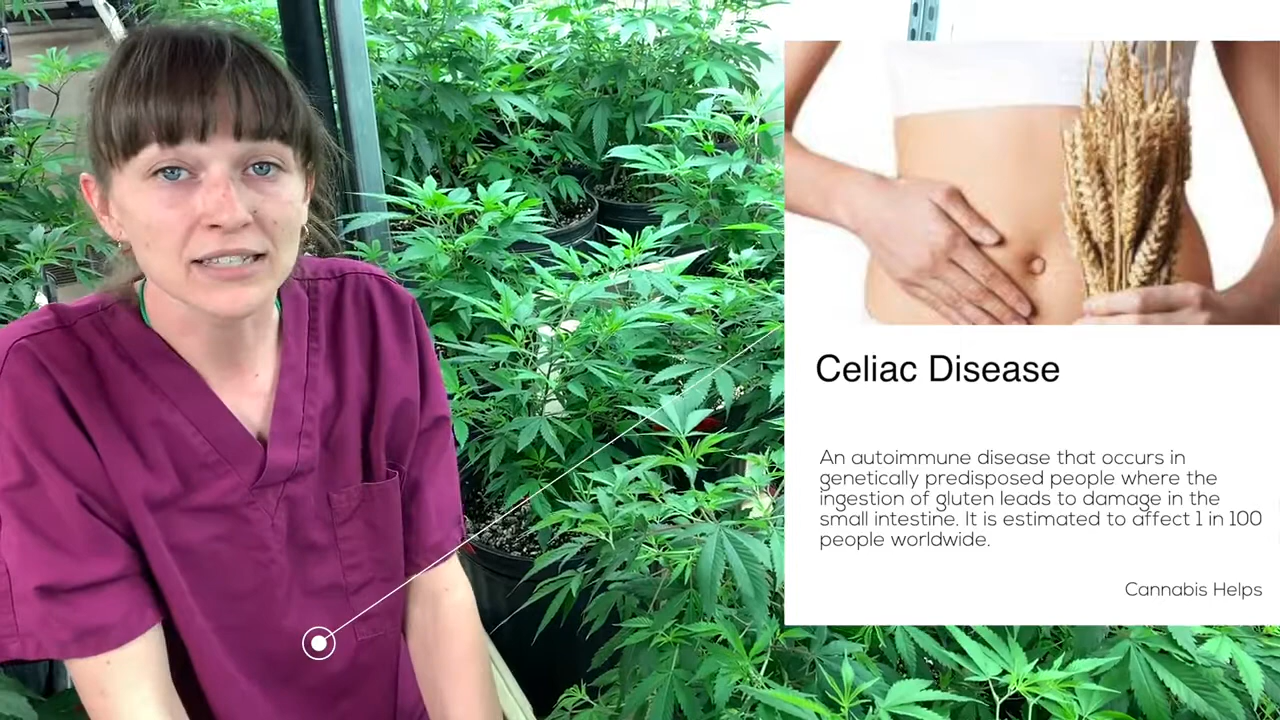 Celiac Disease
An autoimmune disease that occurs in
genetically predisposed people where the
ingestion of gluten leads to damage in the
small intestine. It is estimated to affect 1 in 100
people worldwide.
Cannabis Helps